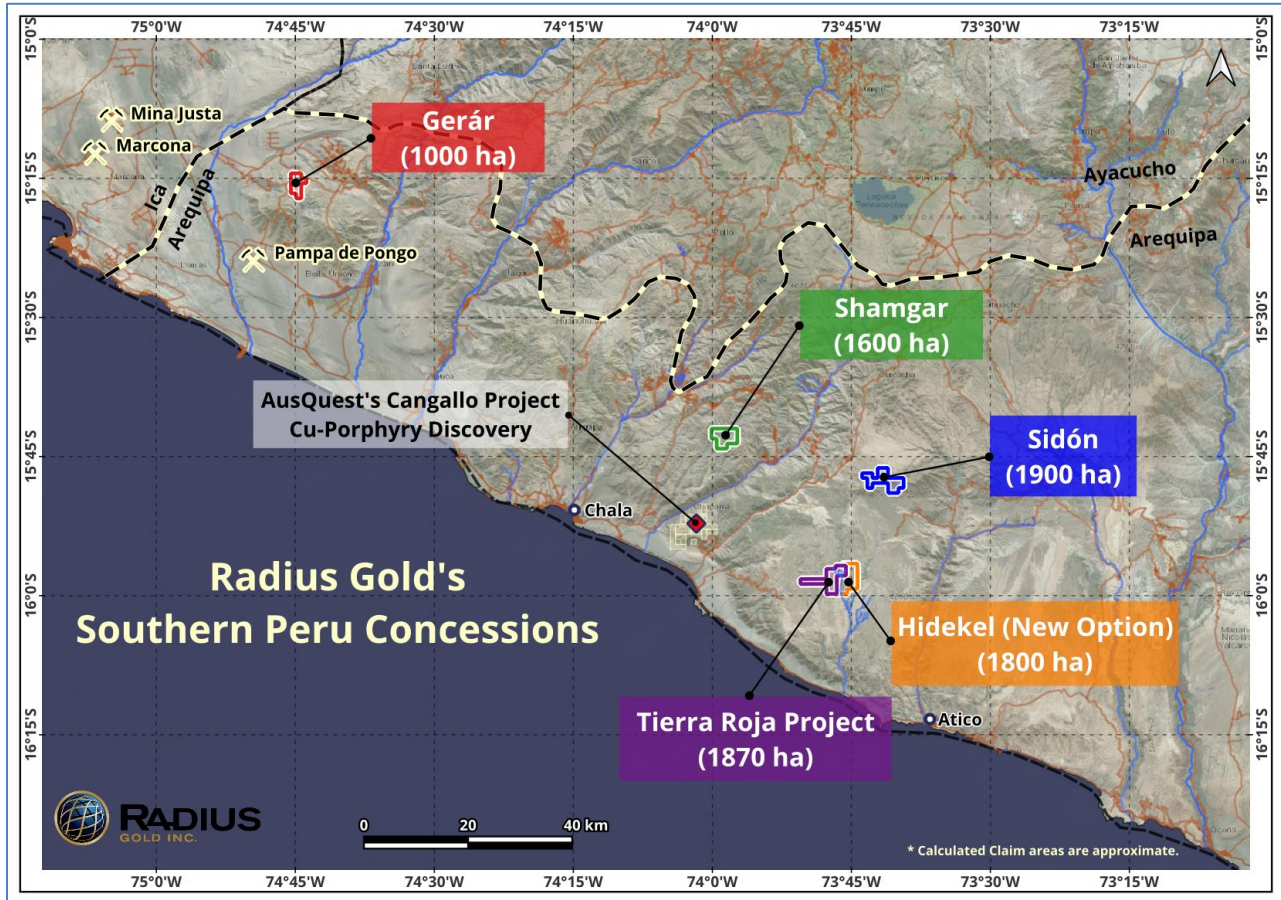 75°0'W 74°45'W 74°30'W 74°15'W 74°0'W 73°45'W 73°30'W 73°15'W
15°0'S
15°0'S
Mina Justa
Marcona
Gerár
(1000 ha)
15°15'S
15°15'S
Ica
Arequipa
Ayacucho
Arequipa
Pampa de Pongo
Bella Union
Lomas
15°30'S
15°30'S
Shamgar
(1600 ha)
AusQuest's Cangallo Project
Cu-Porphyry Discovery
15°45'S
15°45'S
Sidón
(1900 ha)
Chala
Radius Gold's
Southern Peru Concessions
16°0'S
16°0'S
Hidekel (New Option)
(1800 ha)
Tierra Roja Project
(1870 ha)
Atico
16°15'S
16°15'S
RADIUS
GOLD INC.
0 20 40 km
* Calculated Claim areas are approximate.
75°0'W 74°45'W 74°30'W 74°15'W 74°0'W 73°45'W 73°30'W 73°15'W